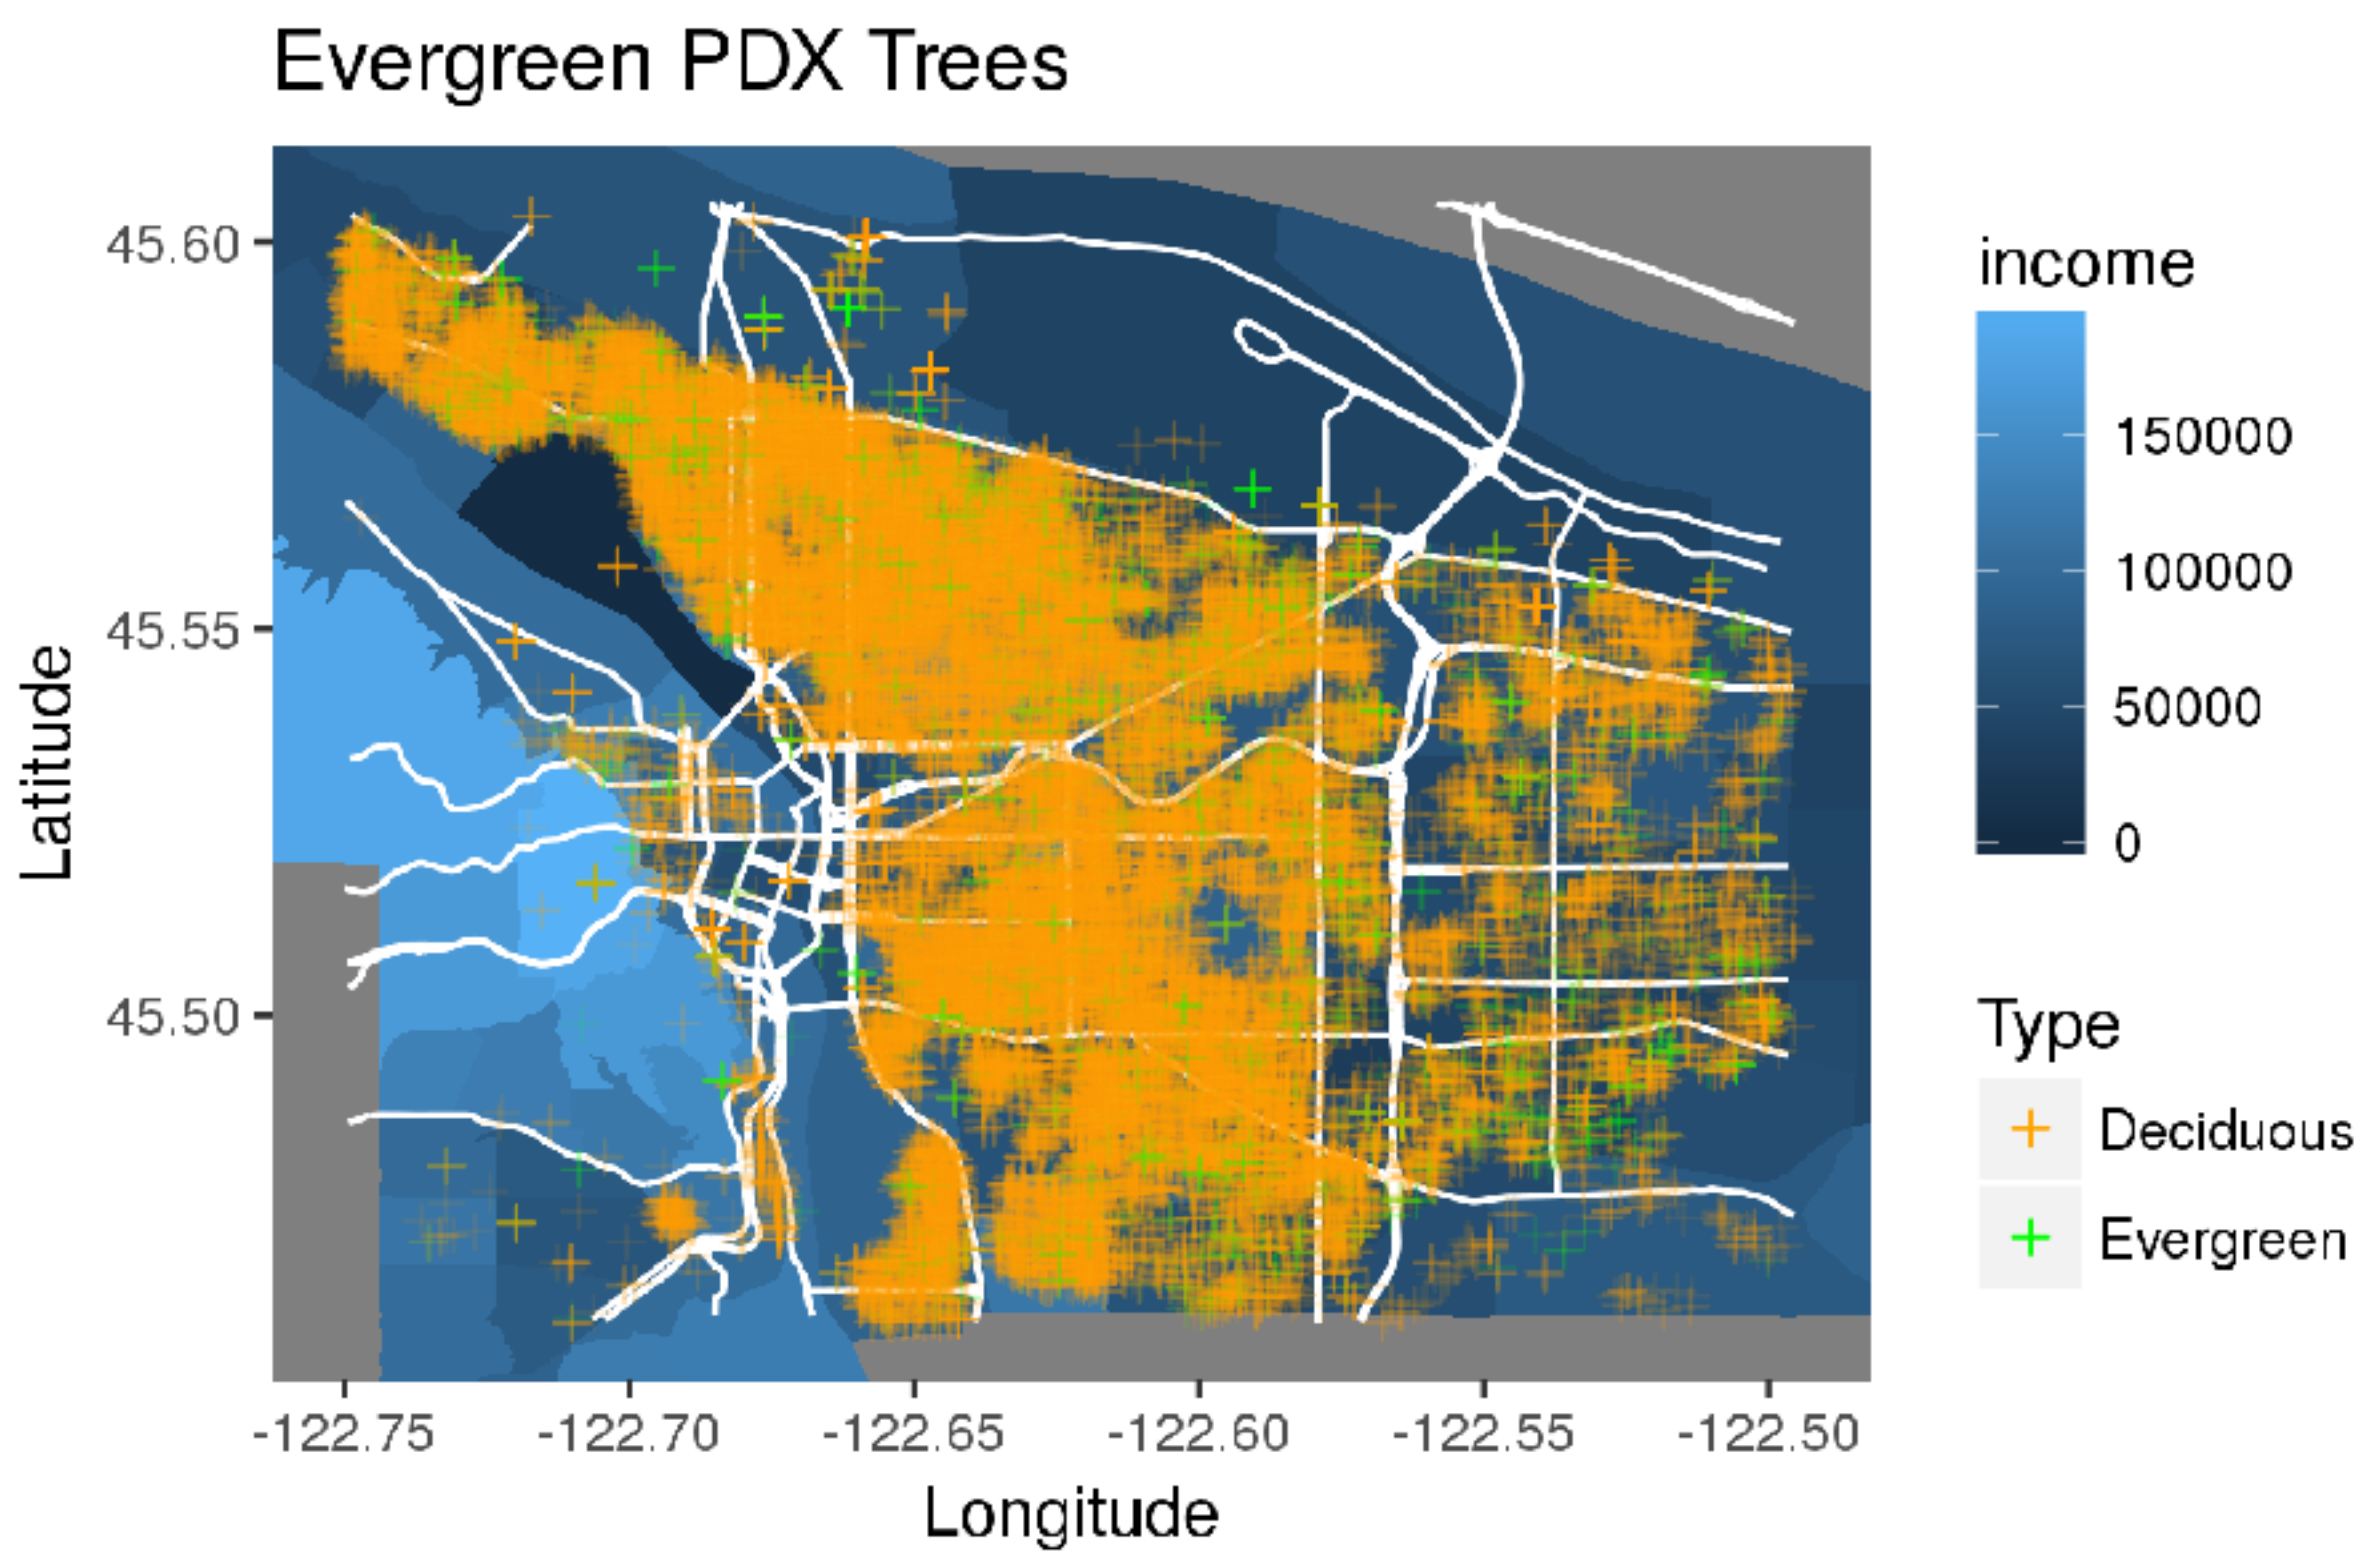 Evergreen PDX Trees
45.60
45.55
45.50
Latitude
-122.75
-122.70
-122.65
-122.60
-122.55
-122.50
Longitude
income
150000
100000
50000
0
Type
Deciduous
Evergreen